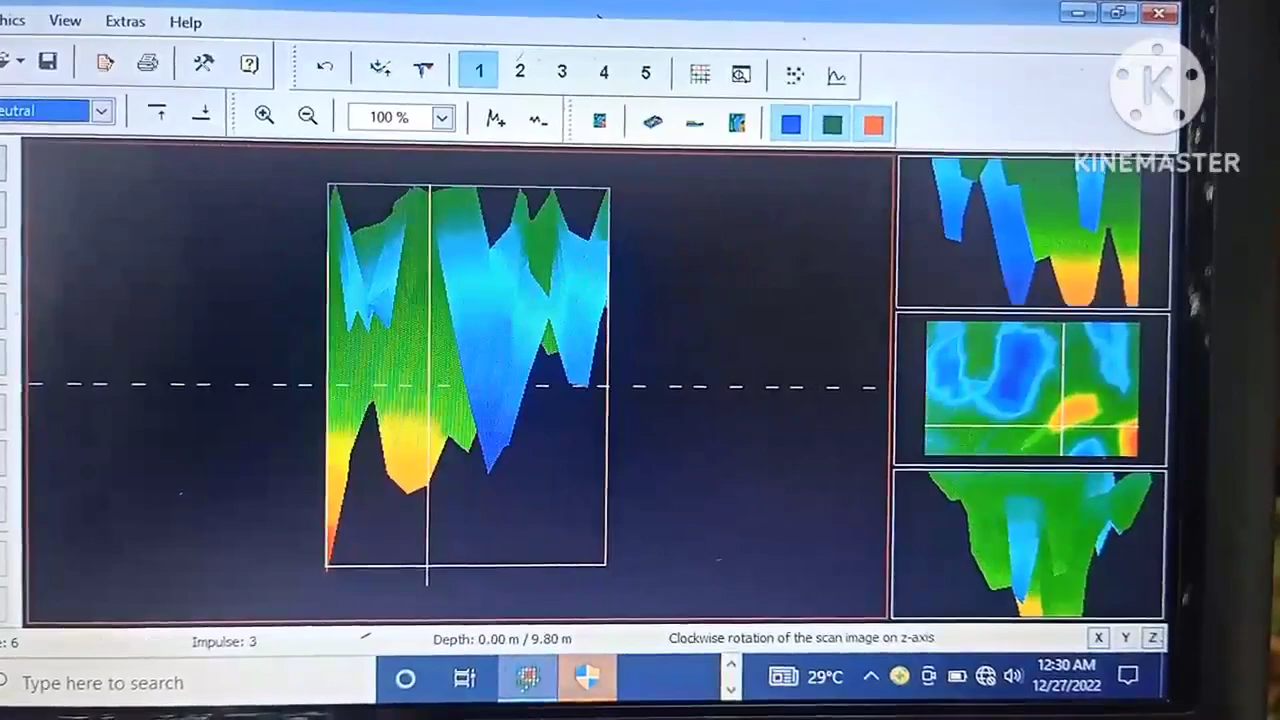 hics View Extras Help
1 2 3 4 5
eutral 100 %
K
KINEMASTER
: 6 Impulse: 3 Depth: 0.00 m / 9.80 m Clockwise rotation of the scan image on z-axis X Y Z
Type here to search 29°C 12:30 AM
12/27/2022